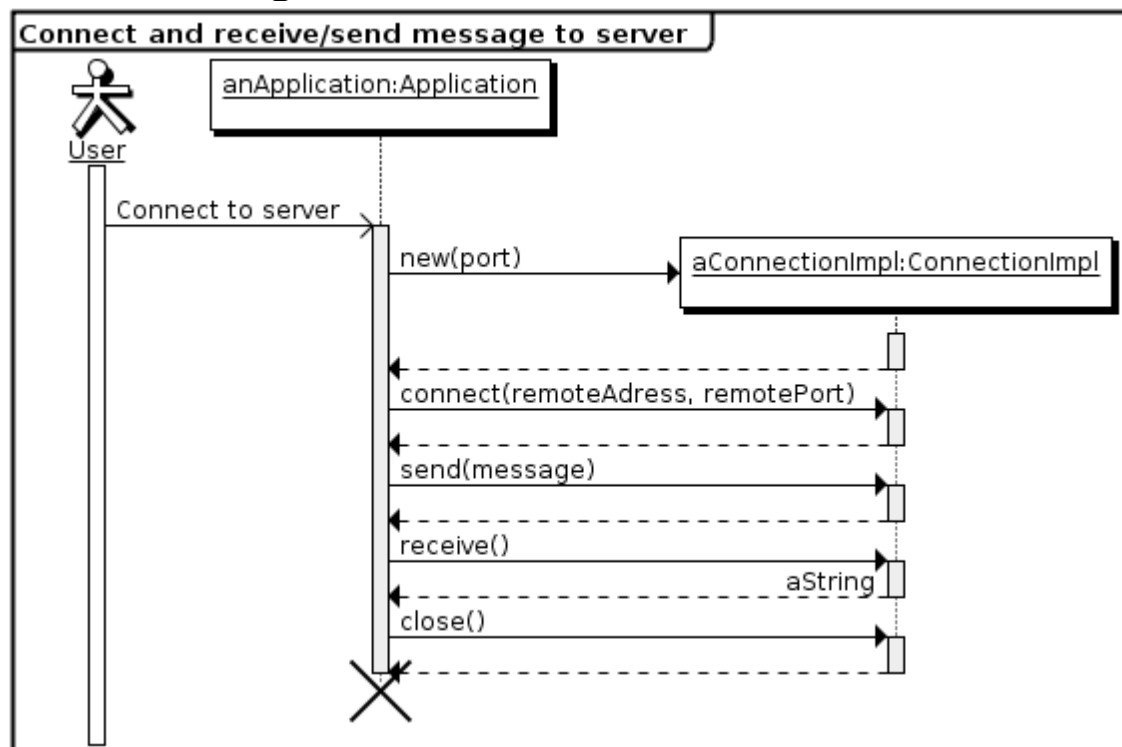 Connect and receive/send message to server
anApplication:Application
User
Connect to server
new(port)
aConnectionImpl:ConnectionImpl
connect(remoteAdress, remotePort)
send(message)
receive()
aString
close()